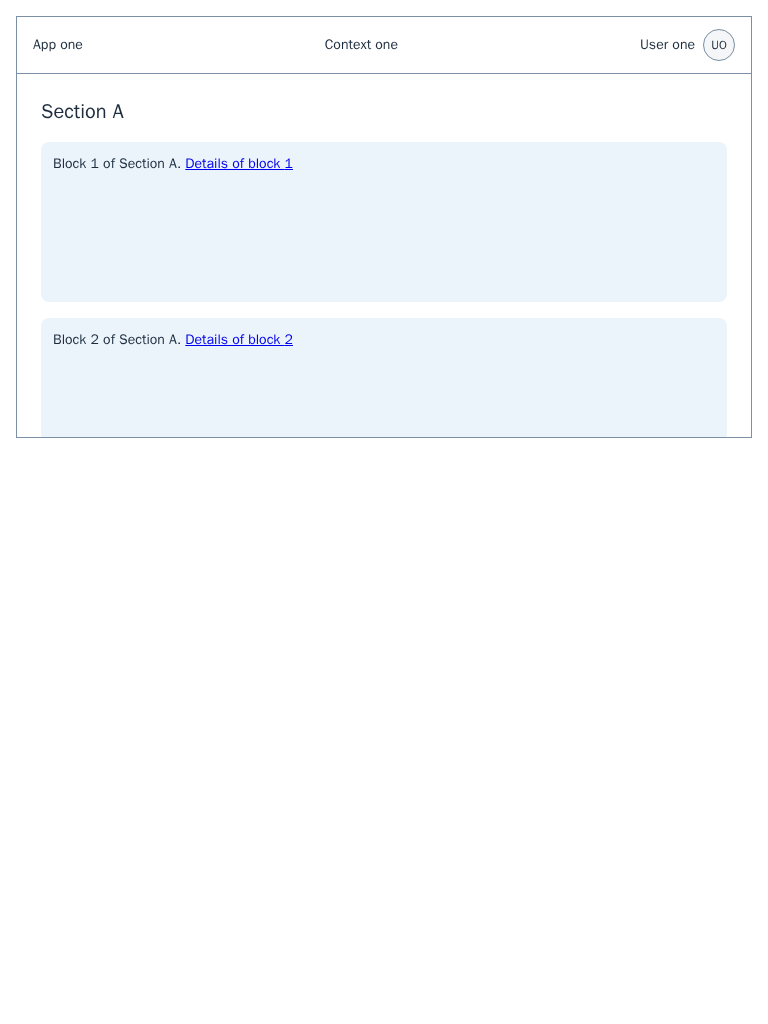 App one
Context one
User one UO
Section A
Block 1 of Section A. Details of block 1
Block 2 of Section A. Details of block 2